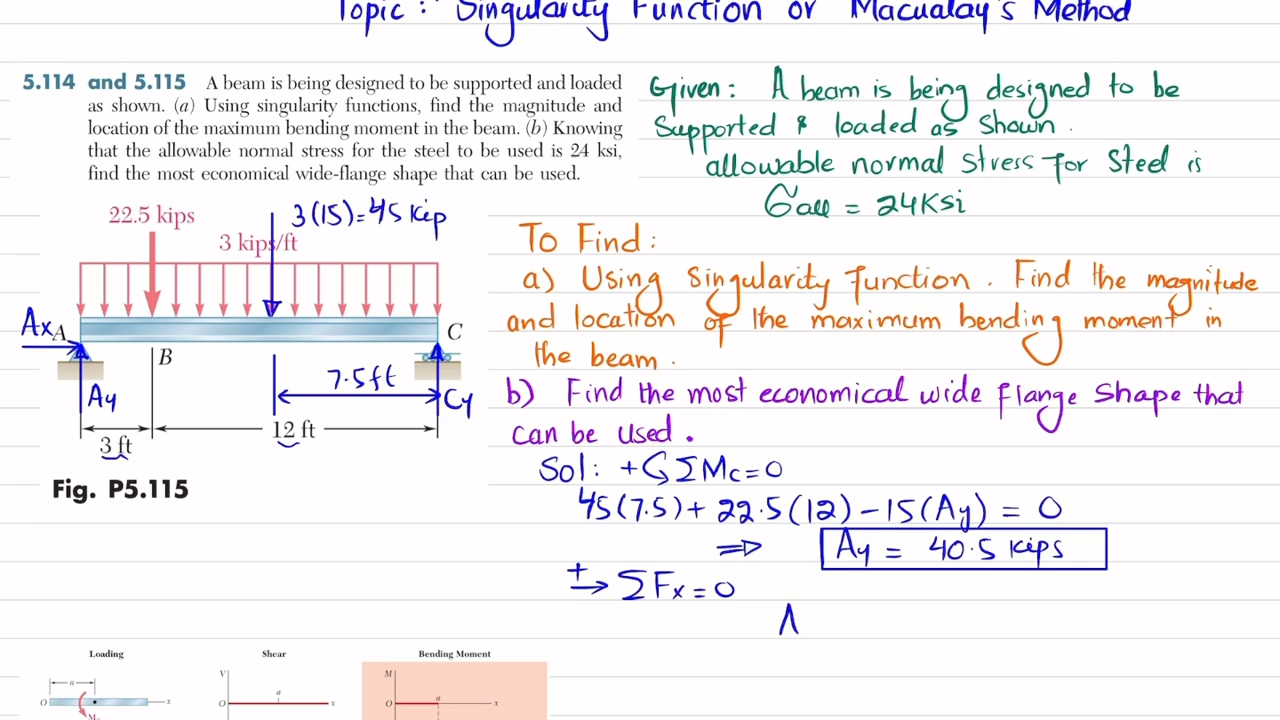 Topic : Singularity Function or Macualay's Method
5.114 and 5.115 A beam is being designed to be supported and loaded
as shown. (a) Using singularity functions, find the magnitude and
location of the maximum bending moment in the beam. (b) Knowing
that the allowable normal stress for the steel to be used is 24 ksi,
find the most economical wide-flange shape that can be used.
22.5 kips
3(15)=45 kip
3 kips/ft
Ax
A
B
C
Ay
7.5ft
Cy
3 ft
12 ft
Fig. P5.115
Given: A beam is being designed to be
Supported & loaded as shown.
allowable normal stress for steel is
σall = 24Ksi
To Find:
a) Using singularity function. Find the magnitude
and location of the maximum bending moment in
the beam.
b) Find the most economical wide flange shape that
can be used.
Sol: +↺ ΣMc=0
45(7.5)+ 22.5(12) -15(Ay) = 0
⇒ Ay = 40.5 kips
+→ ΣFx=0
Loading
Shear
Bending Moment
a
O
x
V
a
O
x
M
a
O
x